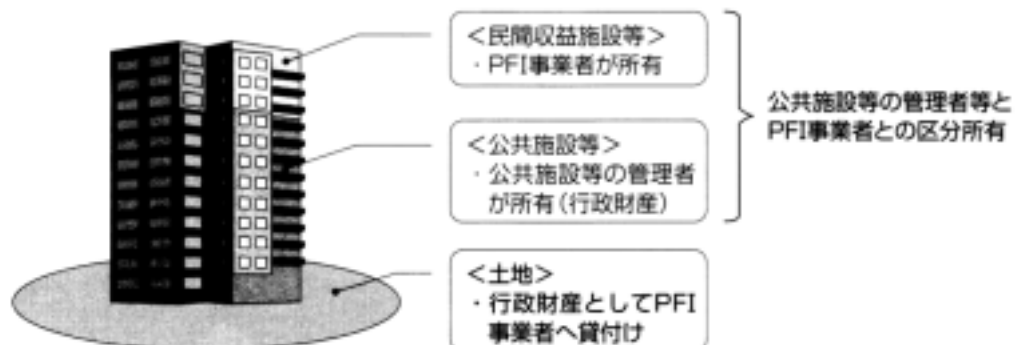 ＜民間収益施設等＞
・PFI事業者が所有
＜公共施設等＞
・公共施設等の管理者
が所有（行政財産）
公共施設等の管理者等と
PFI事業者との区分所有
＜土地＞
・行政財産としてPFI
事業者へ貸付け